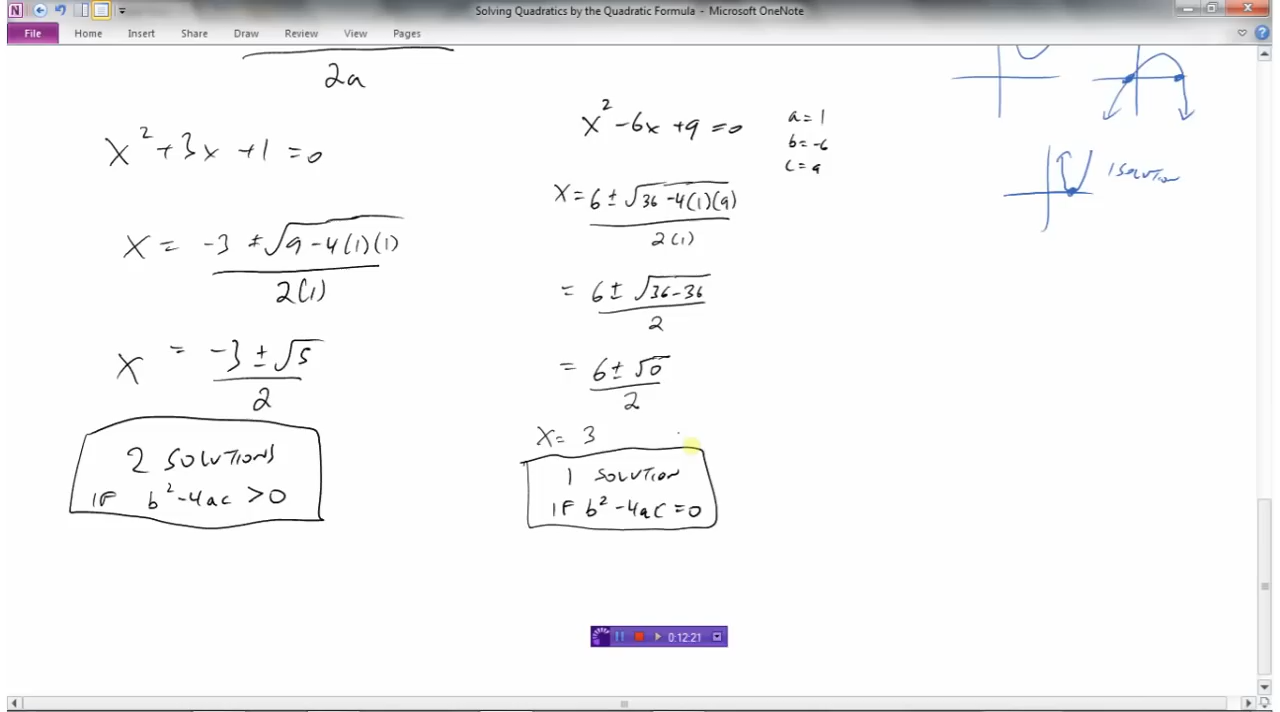 Solving Quadratics by the Quadratic Formula - Microsoft OneNote
File Home Insert Share Draw Review View Pages
2a
x² + 3x + 1 = 0
x = -3 ± √9 - 4(1)(1)
2(1)
x = -3 ± √5
2
2 SOLUTIONS
IF b² - 4ac > 0
x² - 6x + 9 = 0
a = 1
b = -6
c = 9
x = 6 ± √36 - 4(1)(9)
2(1)
= 6 ± √36 - 36
2
= 6 ± √0
2
x = 3
1 SOLUTION
IF b² - 4ac = 0
1 SOLUTION
0:12:21